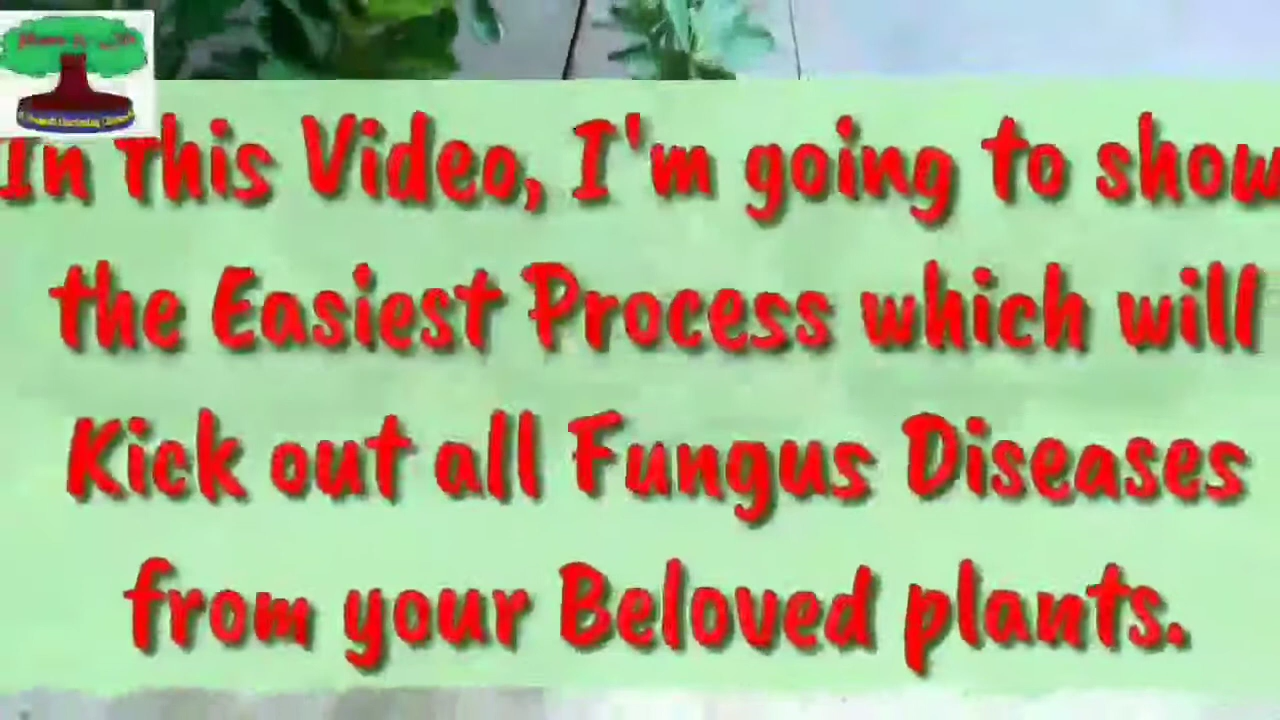 In this Video, I'm going to show
the Easiest Process which will
Kick out all Fungus Diseases
from your Beloved plants.